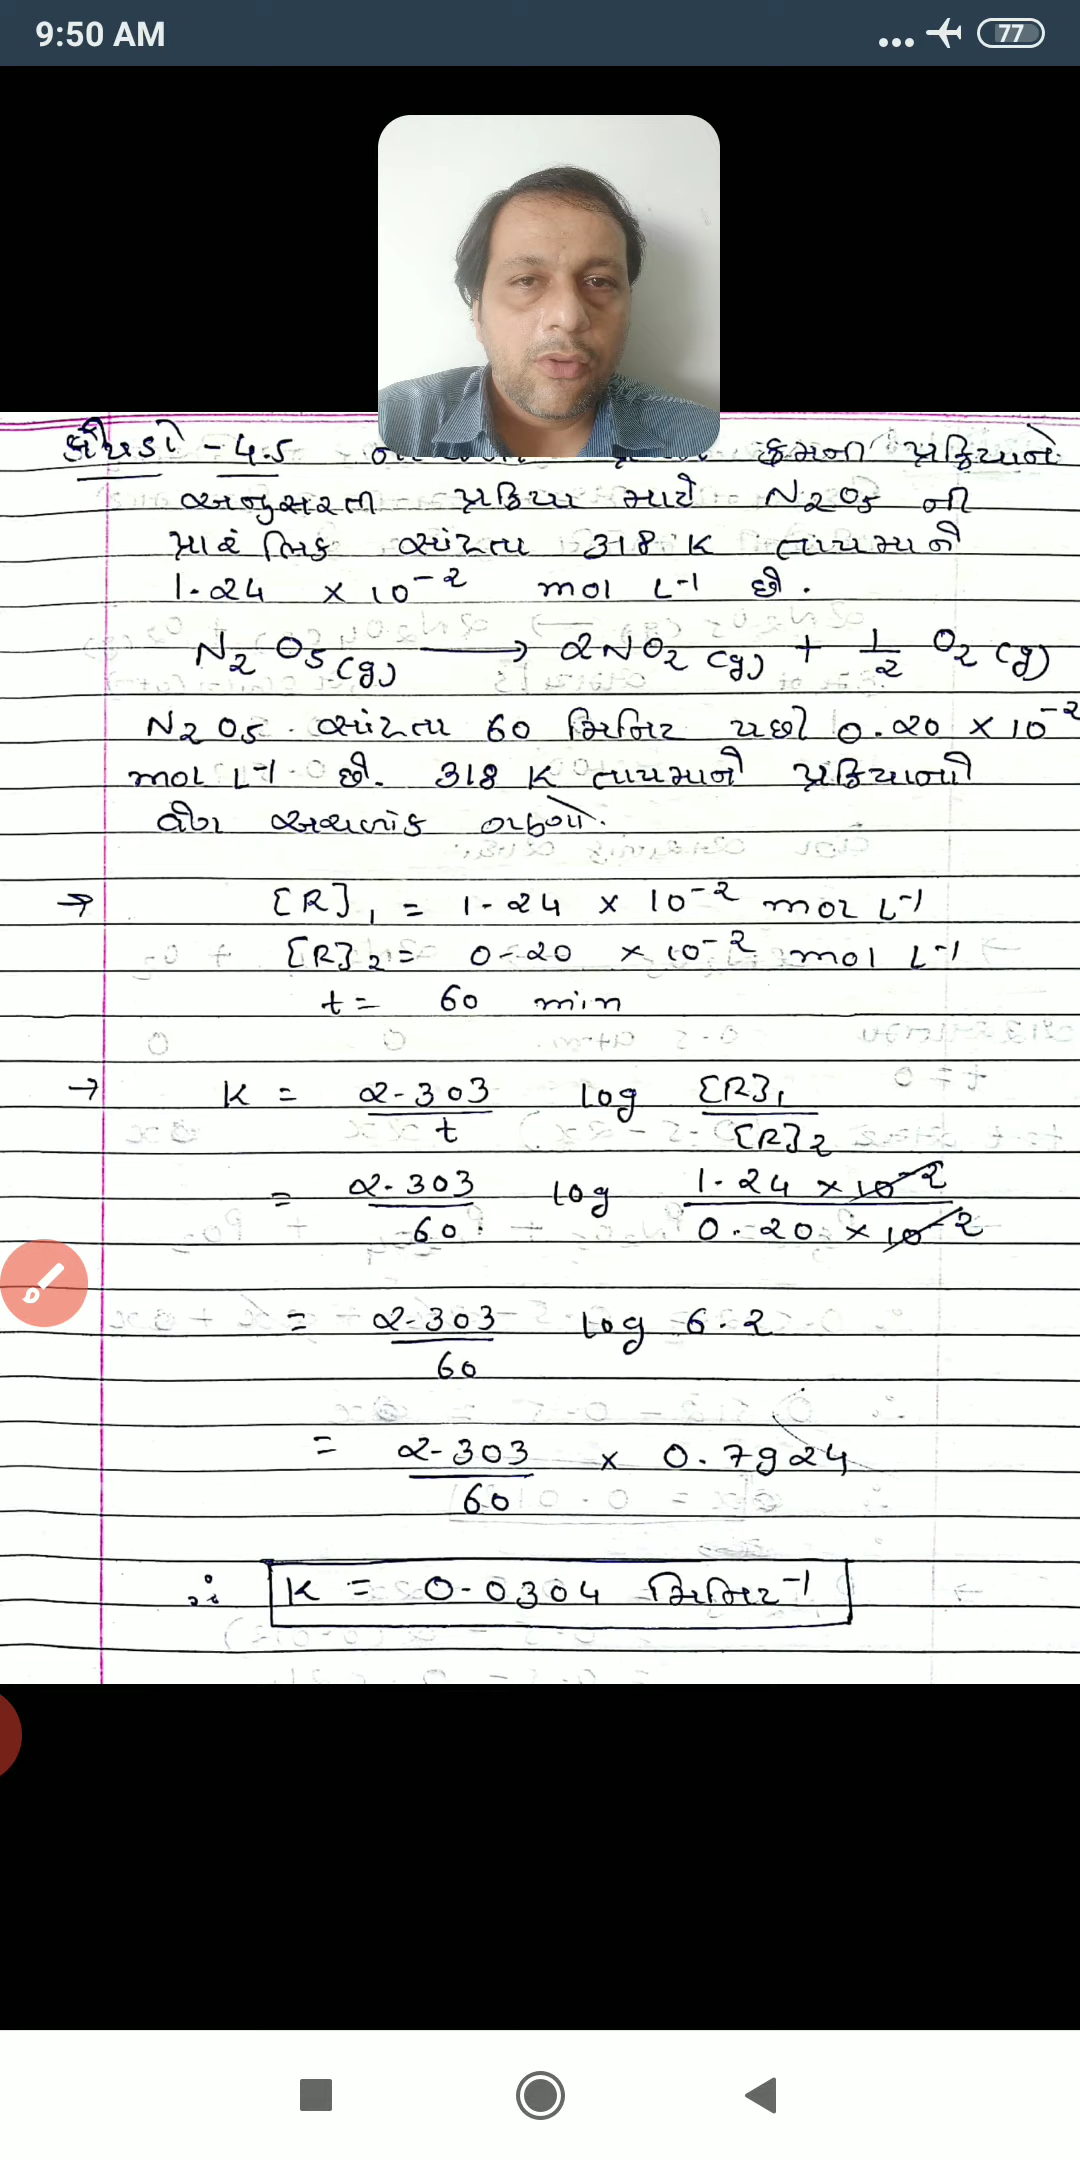 9:50 AM
77
કોયડો - 4.5 ક્રમની પ્રક્રિયાને
અનુસરતી પ્રક્રિયા માટે N2O5 ની
પ્રારંભિક સાંદ્રતા 318 K તાપમાને
1.24 × 10⁻² mol L⁻¹ છે.
N2O5(g) ⟶ 2NO2(g) + 1/2 O2(g)
N2O5 સાંદ્રતા 60 મિનિટ પછી 0.20 × 10⁻²
mol L⁻¹ છે. 318 K તાપમાને પ્રક્રિયાનો
વેગ અચળાંક ગણો.
→ [R]1 = 1.24 × 10⁻² mol L⁻¹
[R]2 = 0.20 × 10⁻² mol L⁻¹
t = 60 min
→ K = 2.303/t log [R]1/[R]2
= 2.303/60 log 1.24 × 10⁻²/0.20 × 10⁻²
= 2.303/60 log 6.2
= 2.303/60 × 0.7924
∴ K = 0.0304 મિનિટ⁻¹